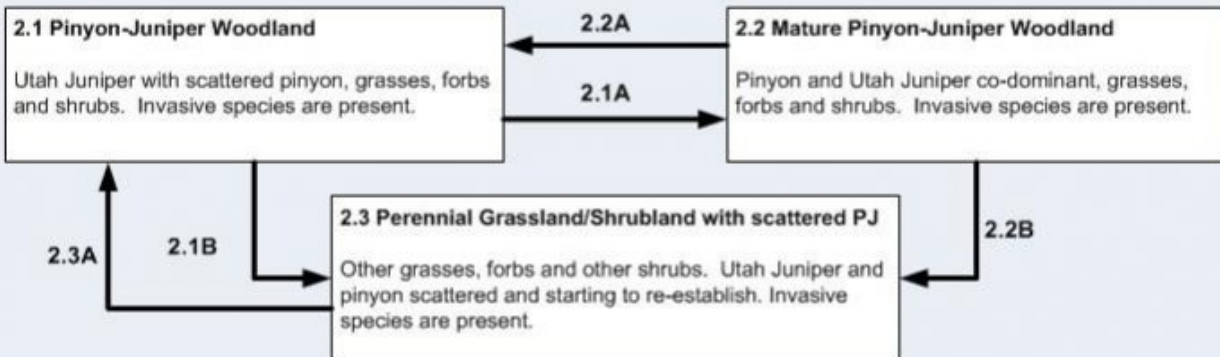 2.1 Pinyon-Juniper Woodland
Utah Juniper with scattered pinyon, grasses, forbs
and shrubs. Invasive species are present.
2.2A
2.1A
2.2 Mature Pinyon-Juniper Woodland
Pinyon and Utah Juniper co-dominant, grasses,
forbs and shrubs. Invasive species are present.
2.3A
2.1B
2.3 Perennial Grassland/Shrubland with scattered PJ
Other grasses, forbs and other shrubs. Utah Juniper and
pinyon scattered and starting to re-establish. Invasive
species are present.
2.2B